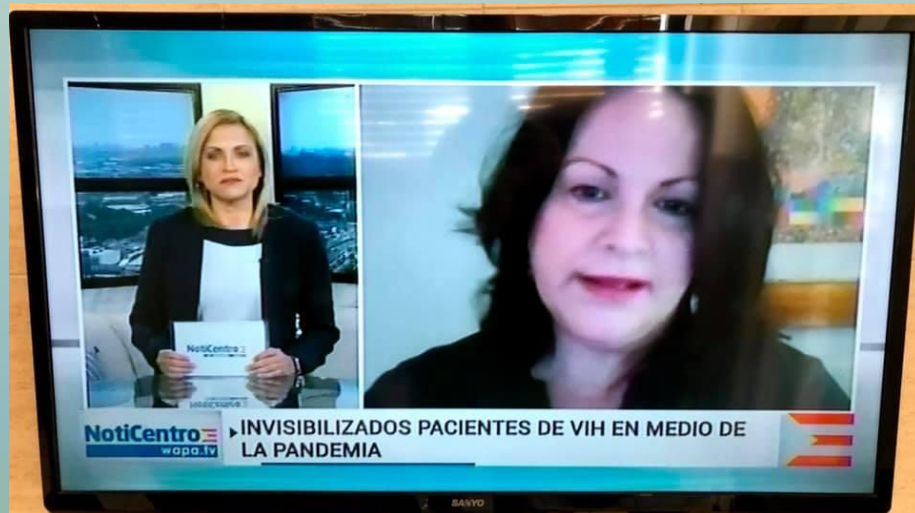 NotiCentro
NotiCentro
wapa.tv
INVISIBILIZADOS PACIENTES DE VIH EN MEDIO DE
LA PANDEMIA
SANYO